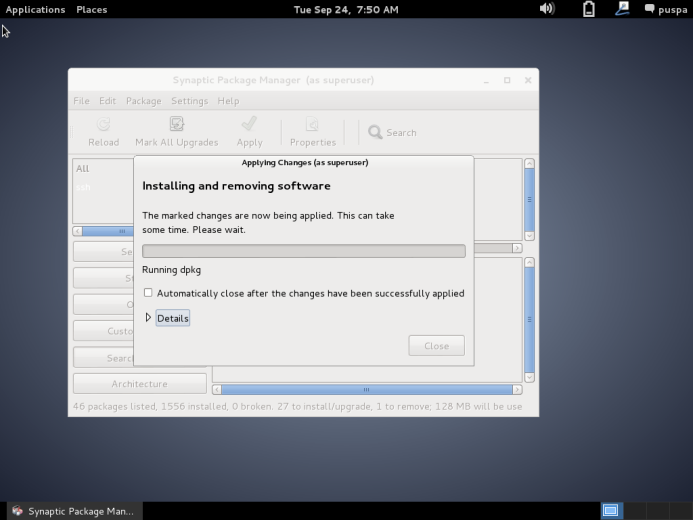 Applications Places Tue Sep 24, 7:50 AM puspa
Synaptic Package Manager (as superuser)
File Edit Package Settings Help
Reload Mark All Upgrades Apply Properties Search
Applying Changes (as superuser)
All
Installing and removing software
The marked changes are now being applied. This can take
some time. Please wait.
Running dpkg
Automatically close after the changes have been successfully applied
Details
Close
Se
S
O
Custo
Search
Architecture
46 packages listed, 1556 installed, 0 broken. 27 to install/upgrade, 1 to remove; 128 MB will be use
Synaptic Package Man...